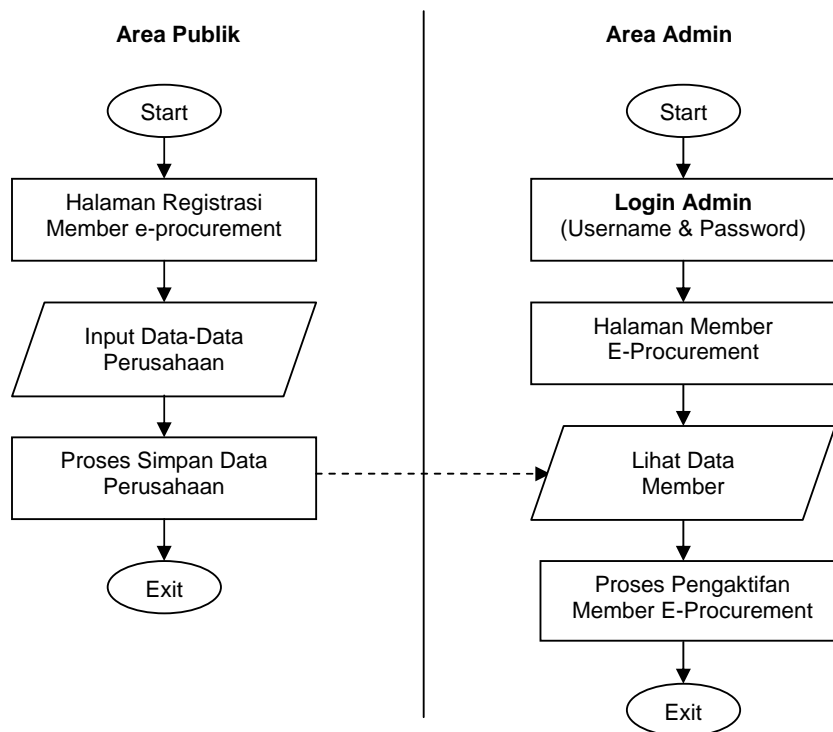 Area Publik
Start
Halaman Registrasi
Member e-procurement
Input Data-Data
Perusahaan
Proses Simpan Data
Perusahaan
Exit
Area Admin
Start
Login Admin
(Username & Password)
Halaman Member
E-Procurement
Lihat Data
Member
Proses Pengaktifan
Member E-Procurement
Exit